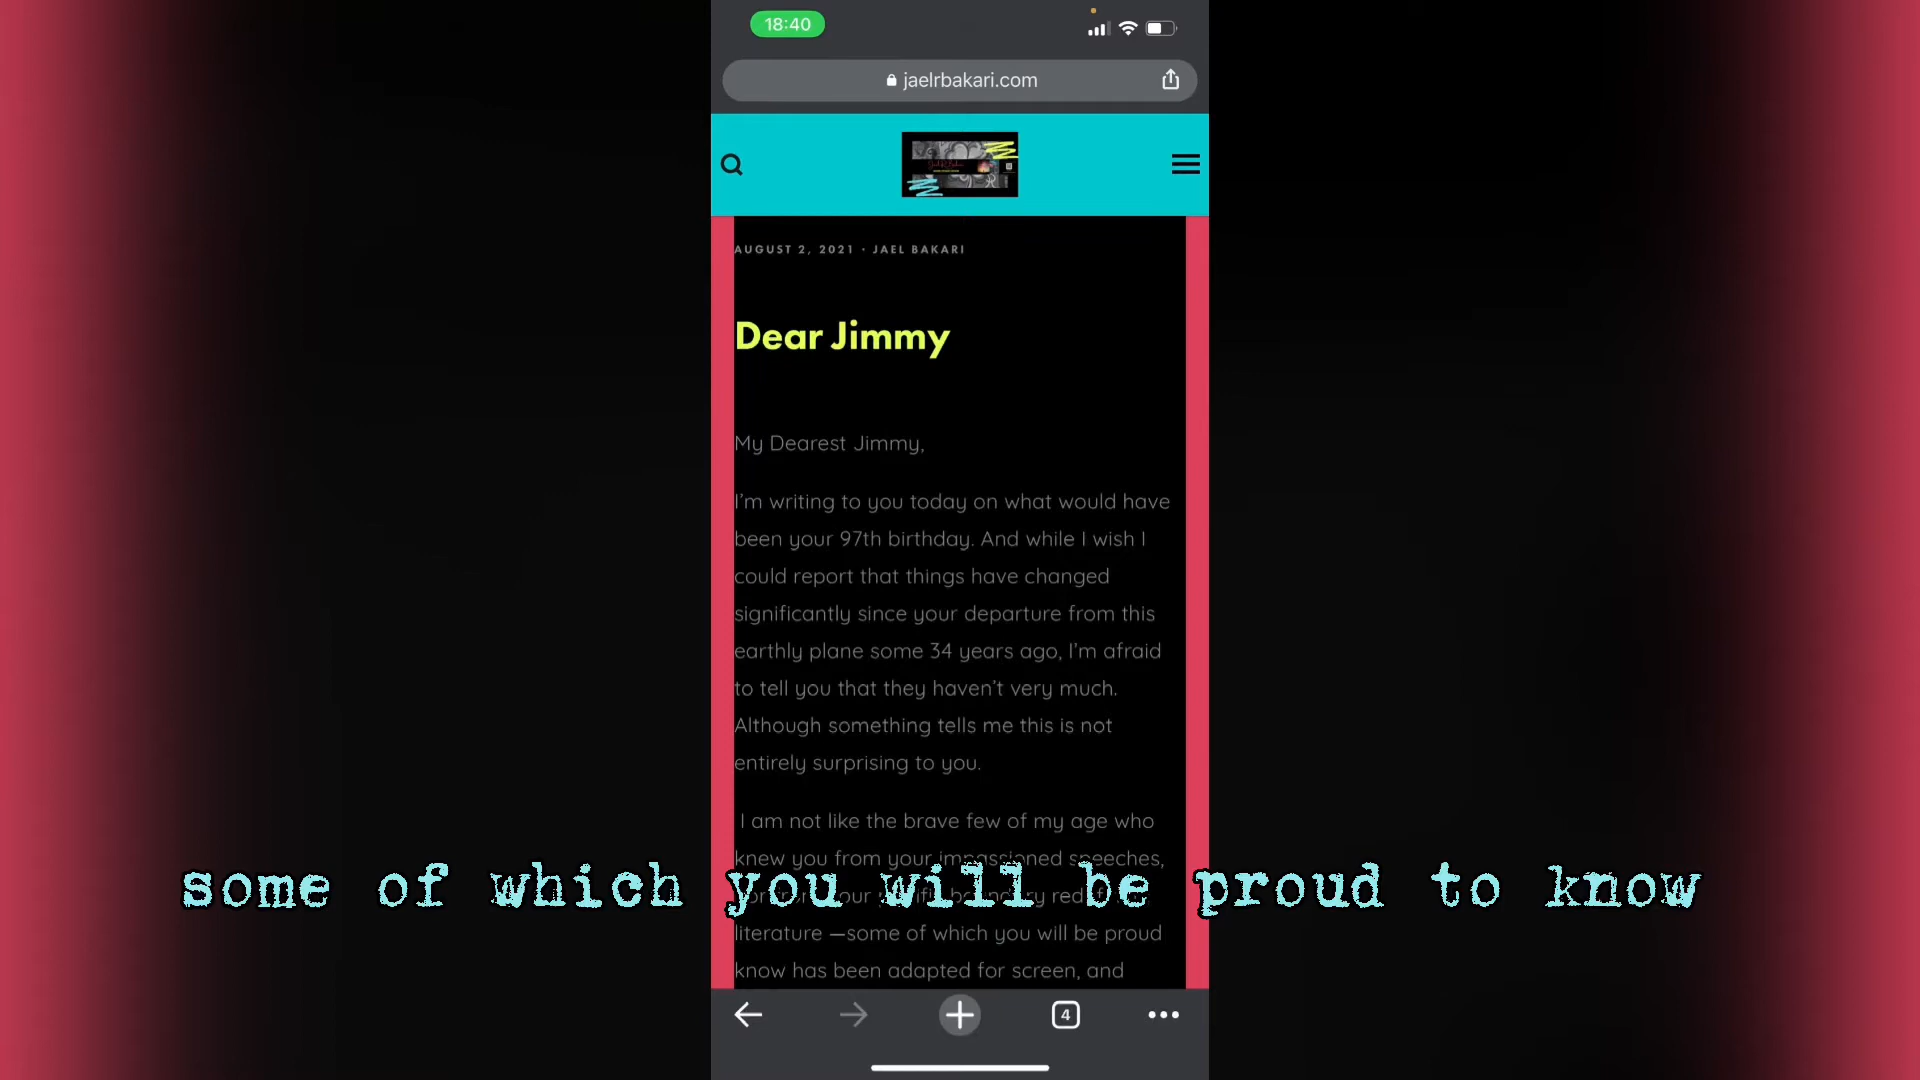 18:40
jaelrbakari.com
AUGUST 2, 2021 · JAEL BAKARI
Dear Jimmy
My Dearest Jimmy,
I'm writing to you today on what would have
been your 97th birthday. And while I wish I
could report that things have changed
significantly since your departure from this
earthly plane some 34 years ago, I'm afraid
to tell you that they haven't very much.
Although something tells me this is not
entirely surprising to you.
I am not like the brave few of my age who
knew you from your impassioned speeches,
some of which you will be proud to know
literature —some of which you will be proud
know has been adapted for screen, and
4